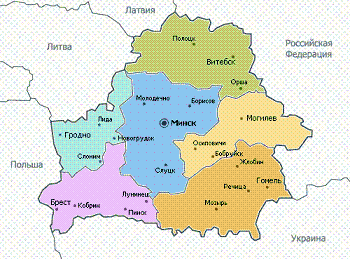 Латвия
Литва
Полоцк
Российская
Федерация
Витебск
Орша
Молодечно
Борисов
Лида
Минск
Могилев
Гродно
Новогрудок
Осиповичи
Польша
Слоним
Бобруйск
Слуцк
Жлобин
Лунинец
Речица
Гомель
Брест
Кобрин
Пинск
Мозырь
Украина